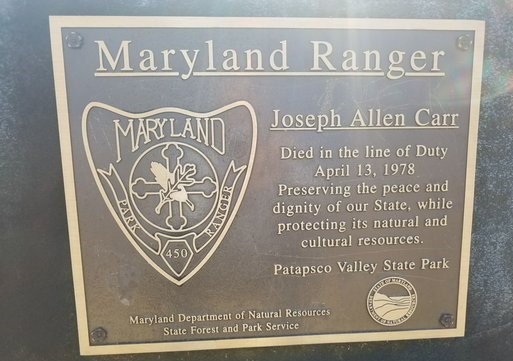 Maryland Ranger
MARYLAND
PARK RANGER
450
Joseph Allen Carr
Died in the line of Duty
April 13, 1978
Preserving the peace and
dignity of our State, while
protecting its natural and
cultural resources.
Patapsco Valley State Park
Maryland Department of Natural Resources
State Forest and Park Service